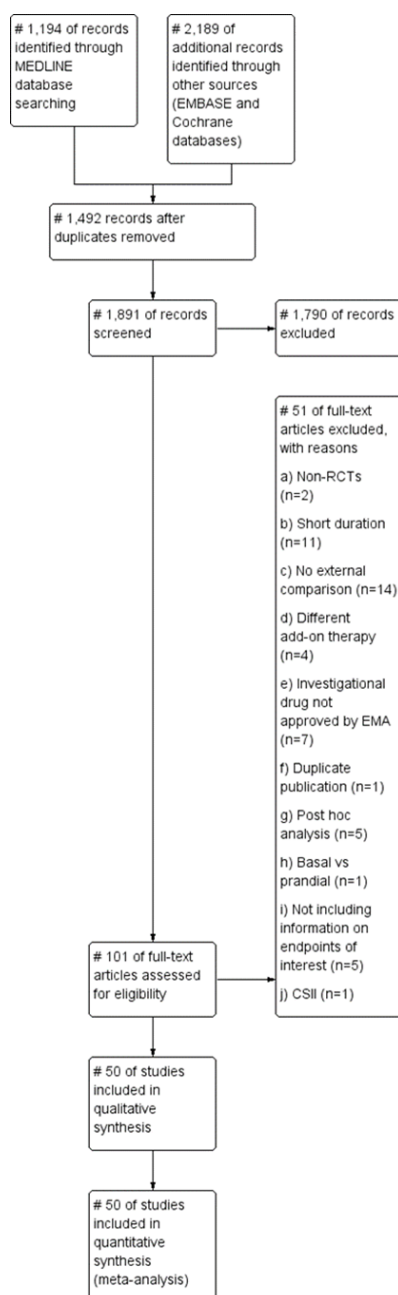 # 1,194 of records
identified through
MEDLINE
database
searching
# 2,189 of
additional records
identified through
other sources
(EMBASE and
Cochrane
databases)
# 1,492 records after
duplicates removed
# 1,891 of records
screened
# 1,790 of records
excluded
# 51 of full-text
articles excluded,
with reasons
a) Non-RCTs
(n=2)
b) Short duration
(n=11)
c) No external
comparison (n=14)
d) Different
add-on therapy
(n=4)
e) Investigational
drug not
approved by EMA
(n=7)
f) Duplicate
publication (n=1)
g) Post hoc
analysis (n=5)
h) Basal vs
prandial (n=1)
i) Not including
information on
endpoints of
interest (n=5)
j) CSII (n=1)
# 101 of full-text
articles assessed
for eligibility
# 50 of studies
included in
qualitative
synthesis
# 50 of studies
included in
quantitative
synthesis
(meta-analysis)